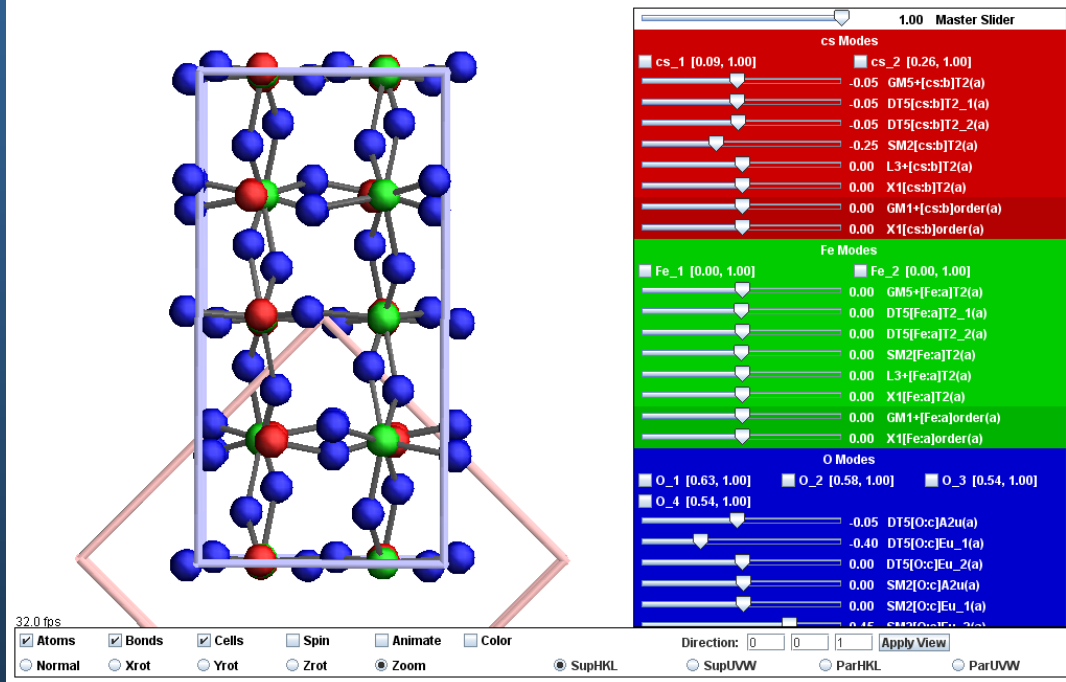 1.00 Master Slider
cs Modes
cs_1 [0.09, 1.00] cs_2 [0.26, 1.00]
-0.05 GM5+[cs:b]T2(a)
-0.05 DT5[cs:b]T2_1(a)
-0.05 DT5[cs:b]T2_2(a)
-0.25 SM2[cs:b]T2(a)
0.00 L3+[cs:b]T2(a)
0.00 X1[cs:b]T2(a)
0.00 GM1+[cs:b]order(a)
0.00 X1[cs:b]order(a)
Fe Modes
Fe_1 [0.00, 1.00] Fe_2 [0.00, 1.00]
0.00 GM5+[Fe:a]T2(a)
0.00 DT5[Fe:a]T2_1(a)
0.00 DT5[Fe:a]T2_2(a)
0.00 SM2[Fe:a]T2(a)
0.00 L3+[Fe:a]T2(a)
0.00 X1[Fe:a]T2(a)
0.00 GM1+[Fe:a]order(a)
0.00 X1[Fe:a]order(a)
O Modes
O_1 [0.63, 1.00] O_2 [0.58, 1.00] O_3 [0.54, 1.00]
O_4 [0.54, 1.00]
-0.05 DT5[O:c]A2u(a)
-0.40 DT5[O:c]Eu_1(a)
0.00 DT5[O:c]Eu_2(a)
0.00 SM2[O:c]A2u(a)
0.00 SM2[O:c]Eu_1(a)
32.0 fps
Atoms Bonds Cells Spin Animate Color Direction: 0 0 1 Apply View
Normal Xrot Yrot Zrot Zoom SupHKL SupUVW ParHKL ParUVW